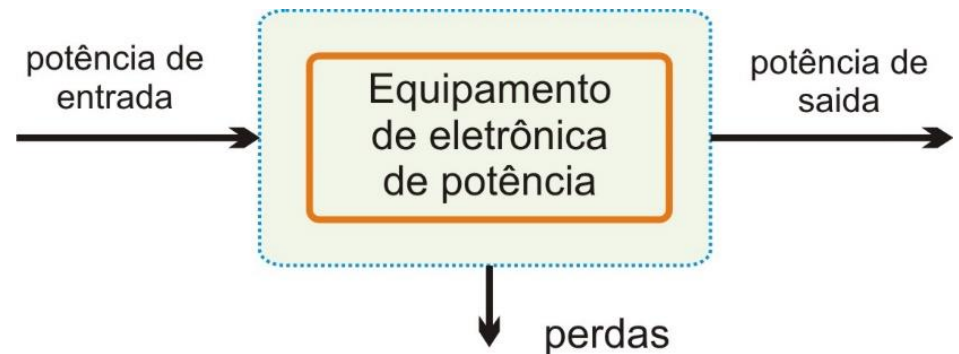 potência de
entrada
Equipamento
de eletrônica
de potência
potência de
saida
perdas